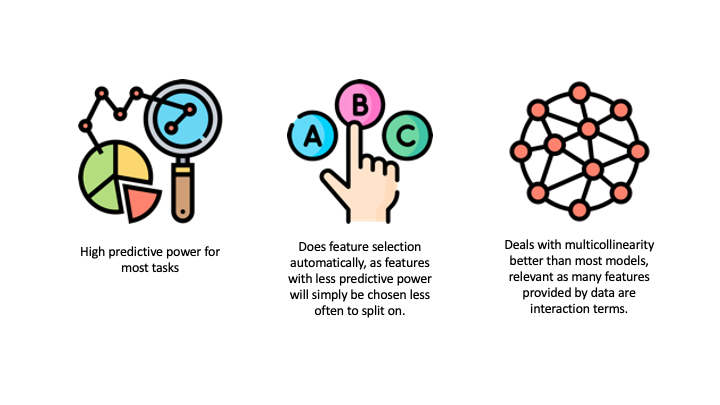 A
B
C
High predictive power for
most tasks
Does feature selection
automatically, as features
with less predictive power
will simply be chosen less
often to split on.
Deals with multicollinearity
better than most models,
relevant as many features
provided by data are
interaction terms.